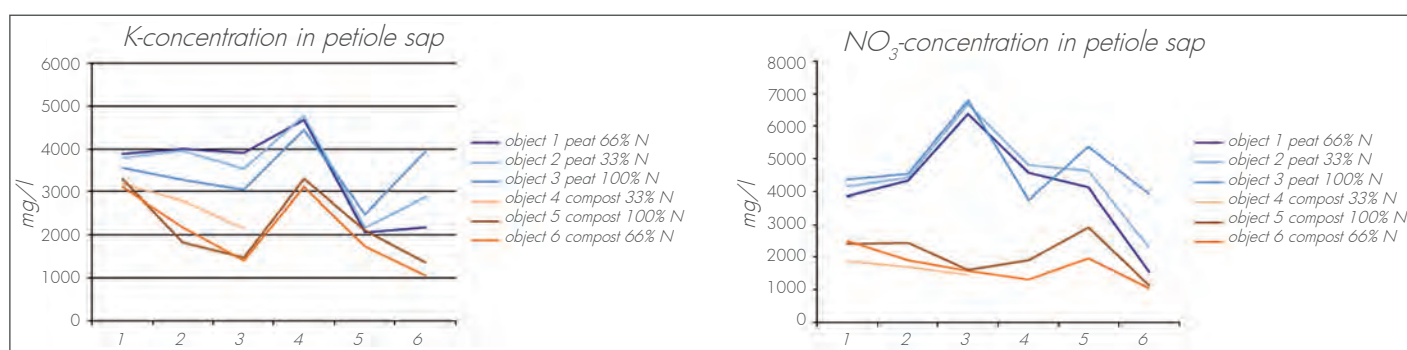 K-concentration in petiole sap
6000
5000
4000
3000
2000
1000
0
mg/l
1 2 3 4 5 6
object 1 peat 66% N
object 2 peat 33% N
object 3 peat 100% N
object 4 compost 33% N
object 5 compost 100% N
object 6 compost 66% N
NO₃-concentration in petiole sap
8000
7000
6000
5000
4000
3000
2000
1000
0
mg/l
1 2 3 4 5 6
object 1 peat 66% N
object 2 peat 33% N
object 3 peat 100% N
object 4 compost 33% N
object 5 compost 100% N
object 6 compost 66% N